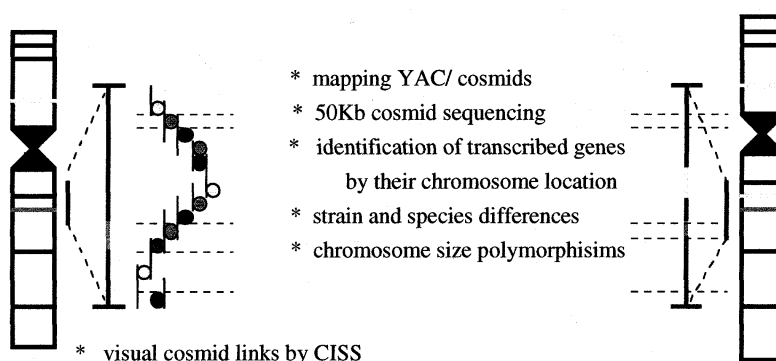 * mapping YAC/ cosmids
* 50Kb cosmid sequencing
* identification of transcribed genes
by their chromosome location
* strain and species differences
* chromosome size polymorphisims
* visual cosmid links by CISS